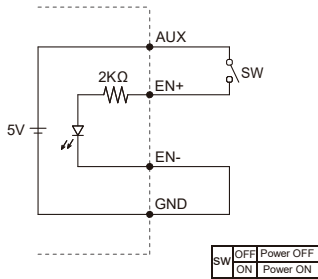 AUX
2KΩ
SW
EN+
5V
EN-
GND
SW OFF Power OFF
ON Power ON